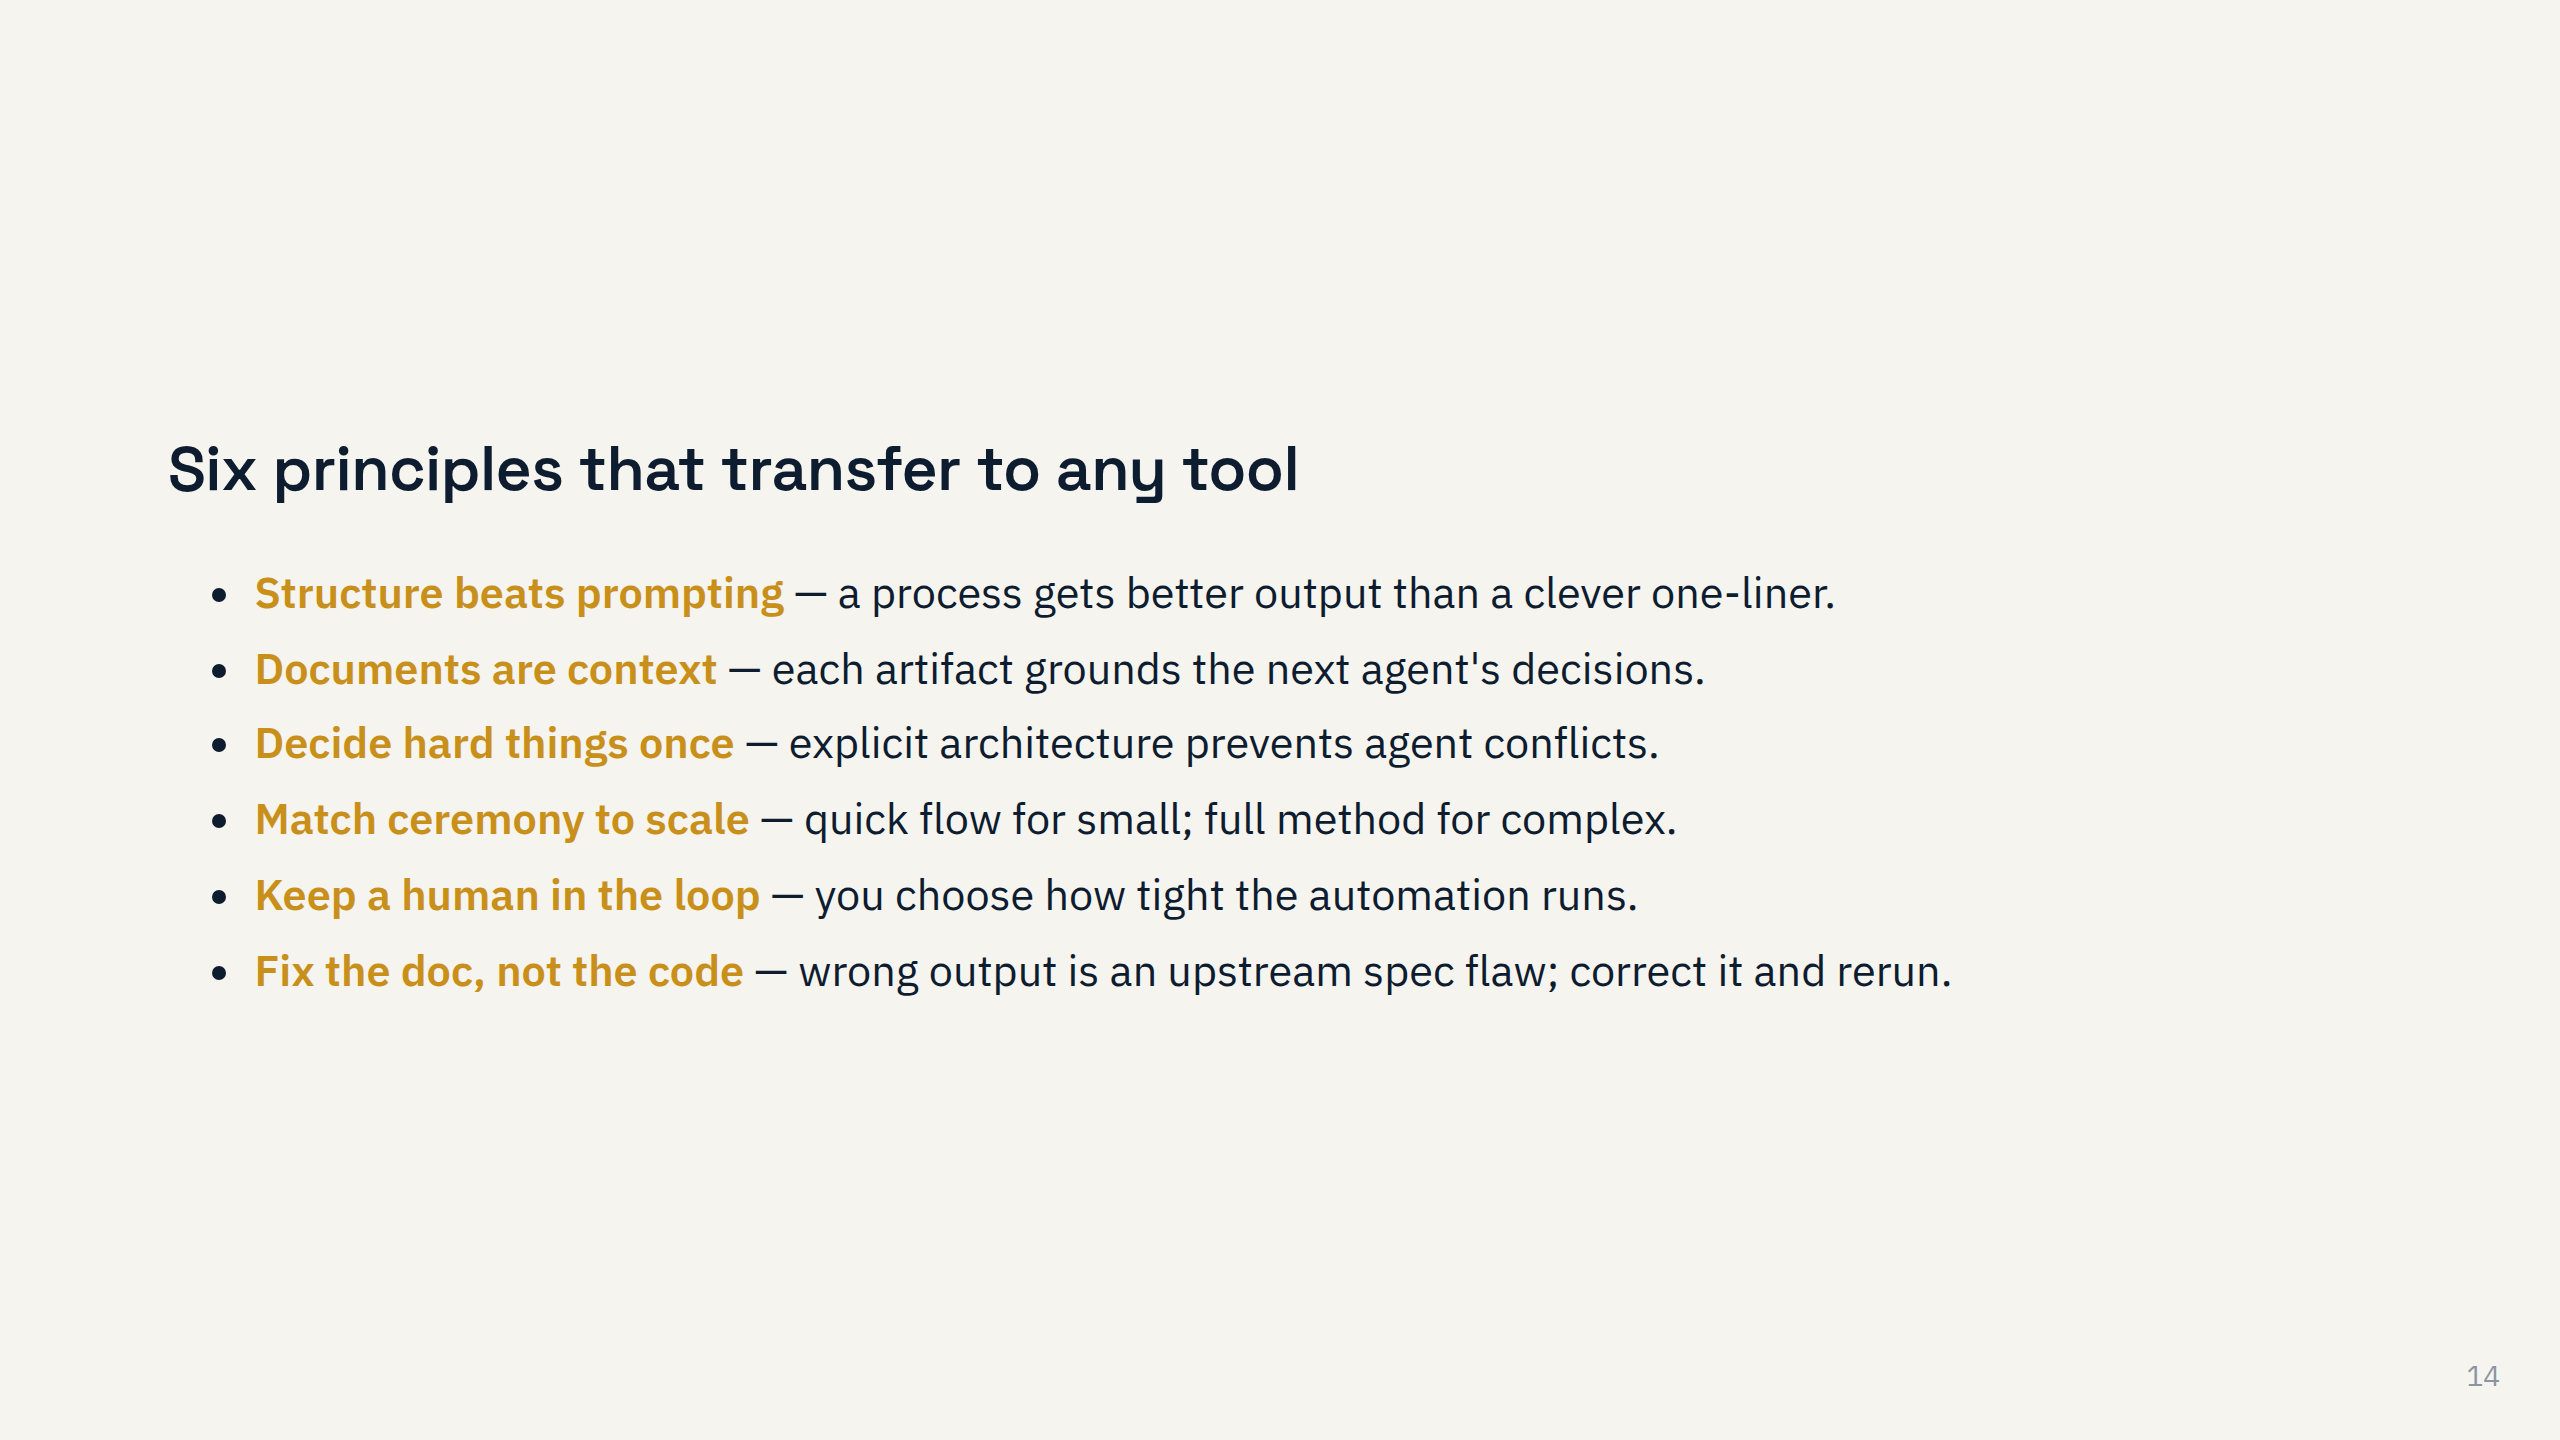 Six principles that transfer to any tool
• Structure beats prompting — a process gets better output than a clever one-liner.
• Documents are context — each artifact grounds the next agent's decisions.
• Decide hard things once — explicit architecture prevents agent conflicts.
• Match ceremony to scale — quick flow for small; full method for complex.
• Keep a human in the loop — you choose how tight the automation runs.
• Fix the doc, not the code — wrong output is an upstream spec flaw; correct it and rerun.
14